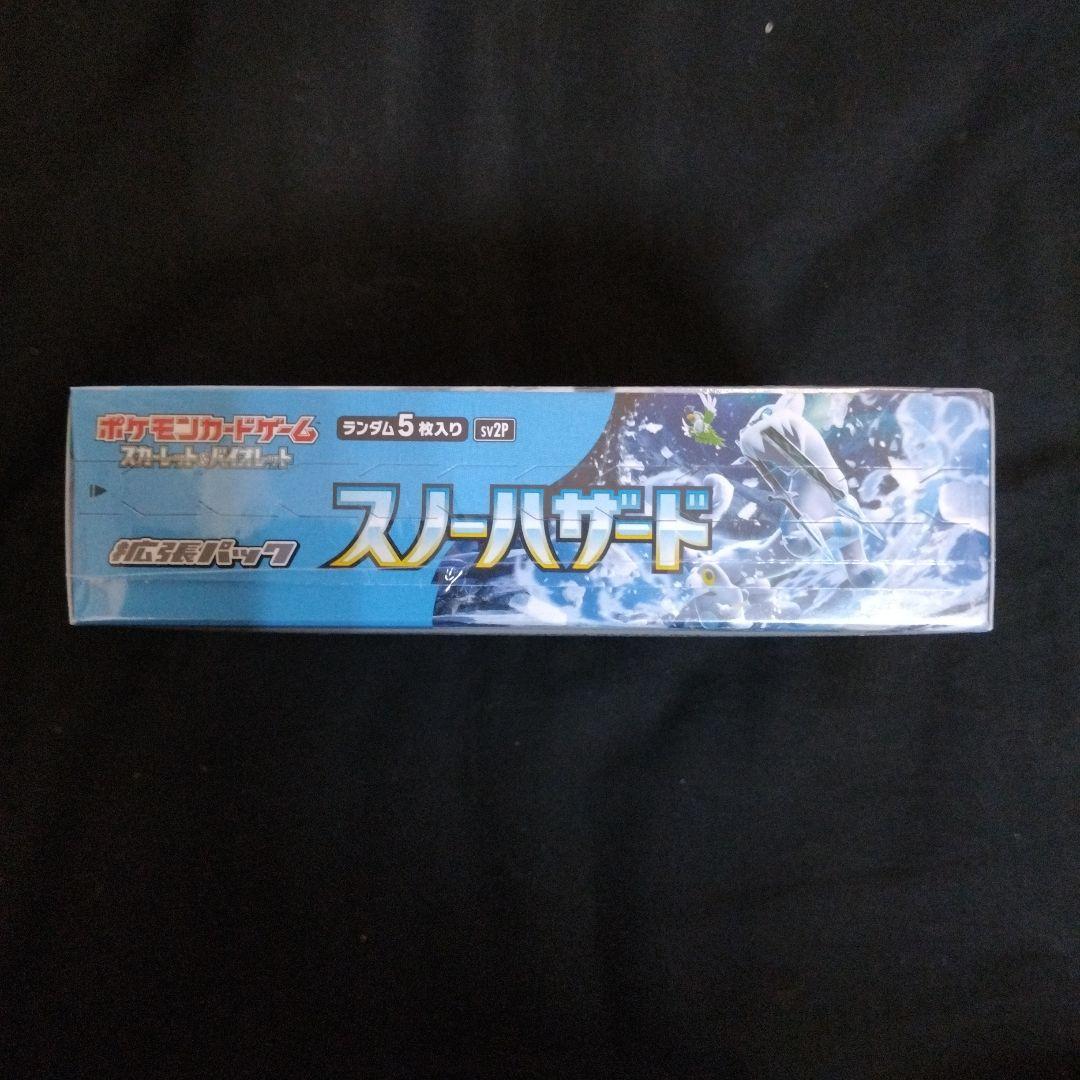 ポケモンカードゲーム
スカーレット&バイオレット
ランダム5枚入り SV2P
拡張パック
スノーハザード